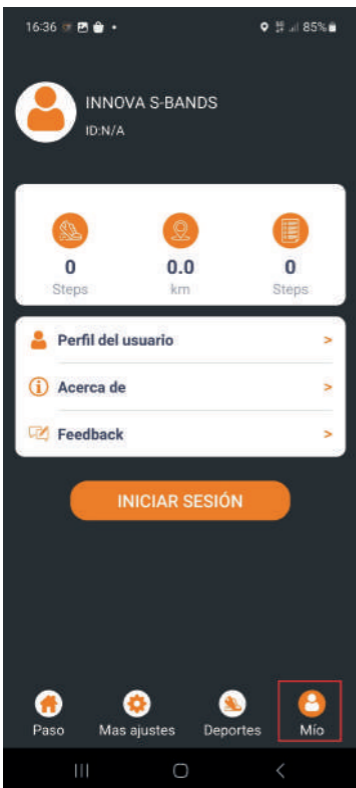 16:36
85%
INNOVA S-BANDS
ID:N/A
0 0.0 0
Steps km Steps
Perfil del usuario >
Acerca de >
Feedback >
INICIAR SESIÓN
Paso Mas ajustes Deportes Mío